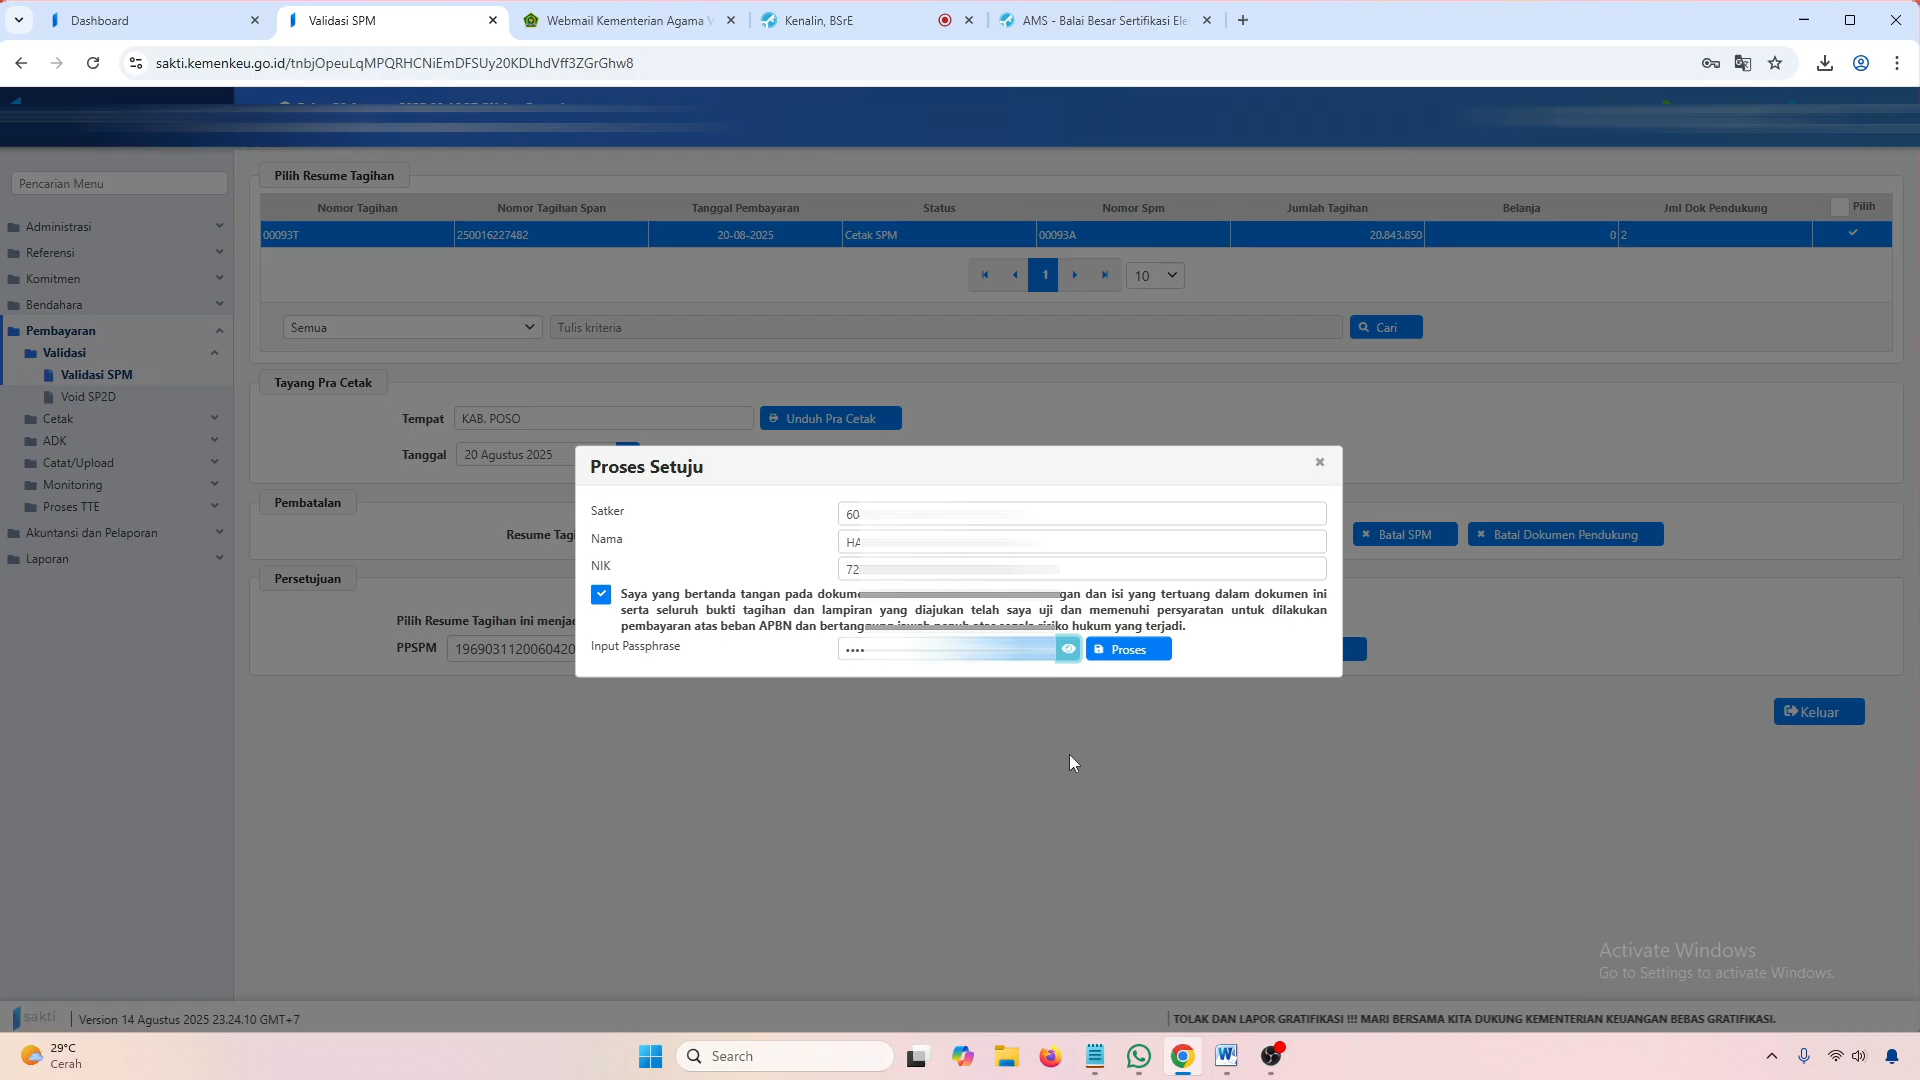 Dashboard
Validasi SPM
Webmail Kementerian Agama
Kenalin, BSrE
AMS - Balai Besar Sertifikasi Ele
sakti.kemenkeu.go.id/tnbjOpeuLqMPQRHCNiEmDFSUy20KDLhdVff3ZGrGhw8
Pencarian Menu
Administrasi
Referensi
Komitmen
Bendahara
Pembayaran
Validasi
Validasi SPM
Void SP2D
Cetak
ADK
Catat/Upload
Monitoring
Proses TTE
Akuntansi dan Pelaporan
Laporan
Pilih Resume Tagihan
Nomor Tagihan Nomor Tagihan Span Tanggal Pembayaran Status Nomor Spm Jumlah Tagihan Belanja Jml Dok Pendukung Pilih
00093T 250016227482 20-08-2025 Cetak SPM 00093A 20.843.850 0 2
1 10
Semua Tulis kriteria Cari
Tayang Pra Cetak
Tempat KAB. POSO Unduh Pra Cetak
Tanggal 20 Agustus 2025
Pembatalan
Resume Tag Batal SPM Batal Dokumen Pendukung
Persetujuan
Pilih Resume Tagihan ini menja
PPSPM 1969031120060420
Proses Setuju
Satker 60
Nama HA
NIK 72
Saya yang bertanda tangan pada dokume gan dan isi yang tertuang dalam dokumen ini
serta seluruh bukti tagihan dan lampiran yang diajukan telah saya uji dan memenuhi persyaratan untuk dilakukan
pembayaran atas beban APBN dan bertang hukum yang terjadi.
Input Passphrase •••• Proses
Keluar
Activate Windows
Go to Settings to activate Windows.
sakti Version 14 Agustus 2025 23.24.10 GMT+7
TOLAK DAN LAPOR GRATIFIKASI !!! MARI BERSAMA KITA DUKUNG KEMENTERIAN KEUANGAN BEBAS GRATIFIKASI.
29°C
Cerah
Search